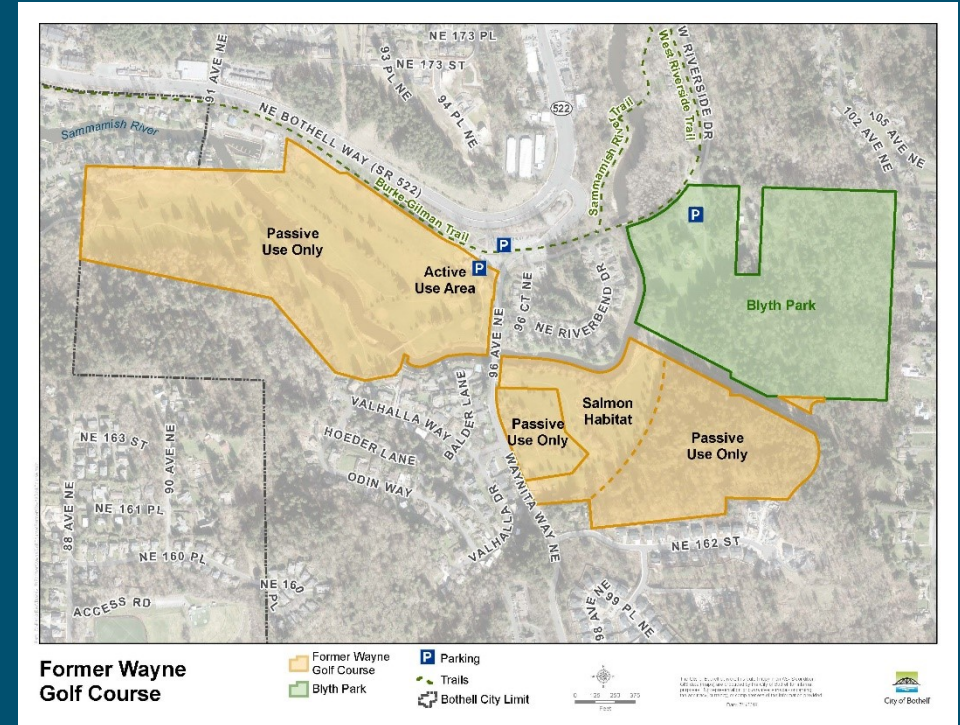 NE 173 PL
NE 173 ST
93 PL NE
94 PL NE
91 AVE NE
522
W RIVERSIDE DR
West Riverside Trail
Sammamish River Trail
105 AVE NE
102 AVE NE
Sammamish River
NE BOTHELL WAY (SR 522)
Burke-Gilman Trail
P
P
P
Passive
Use Only
Active
Use Area
96 CT NE
NE RIVERBEND DR
Blyth Park
96 AVE NE
VALHALLA WAY
BALDER LANE
HOEDER LANE
ODIN WAY
VALHALLA DR
WAYNITA WAY NE
Passive
Use Only
Salmon
Habitat
Passive
Use Only
NE 163 ST
90 AVE NE
88 AVE NE
NE 161 PL
NE 160 PL
NE 160
PL
ACCESS RD
NE 162 ST
98 AVE NE
99 PL NE
Former Wayne
Golf Course
Former Wayne
Golf Course
Blyth Park
P Parking
Trails
Bothell City Limit
Feet
City of Bothell